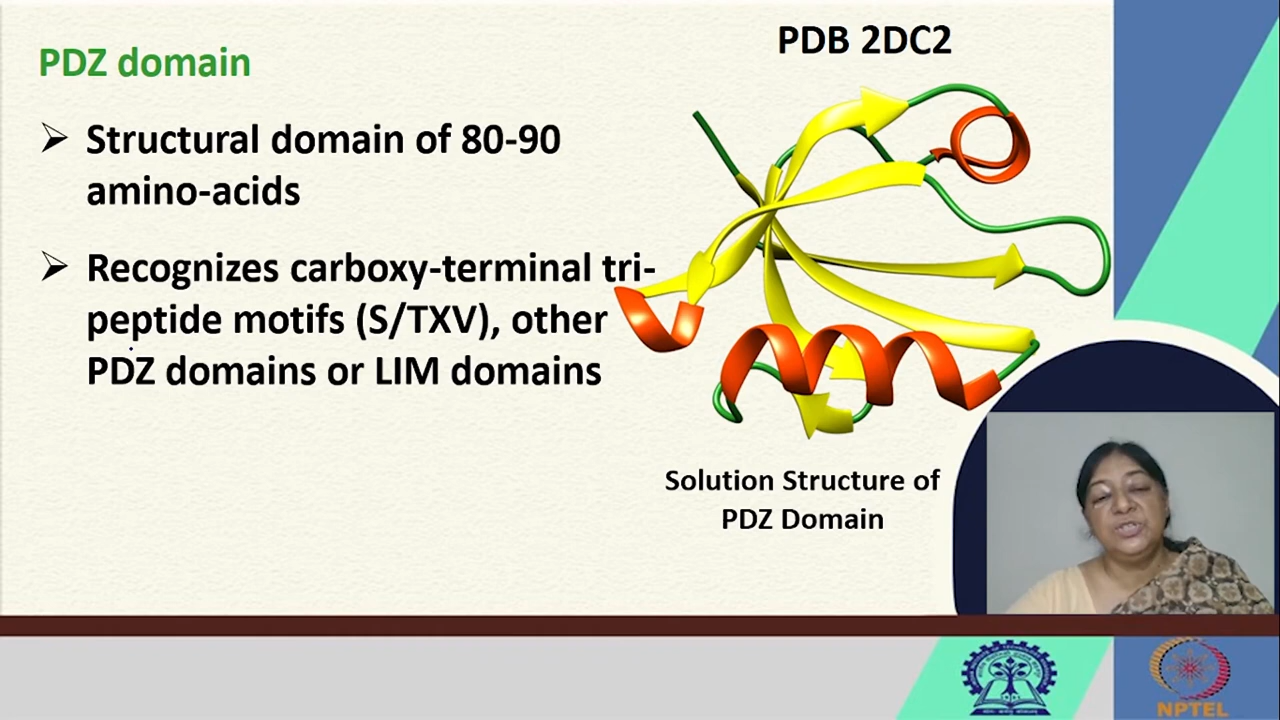 PDZ domain
PDB 2DC2
➢ Structural domain of 80-90
amino-acids
➢ Recognizes carboxy-terminal tri-
peptide motifs (S/TXV), other
PDZ domains or LIM domains
Solution Structure of
PDZ Domain
NPTEL